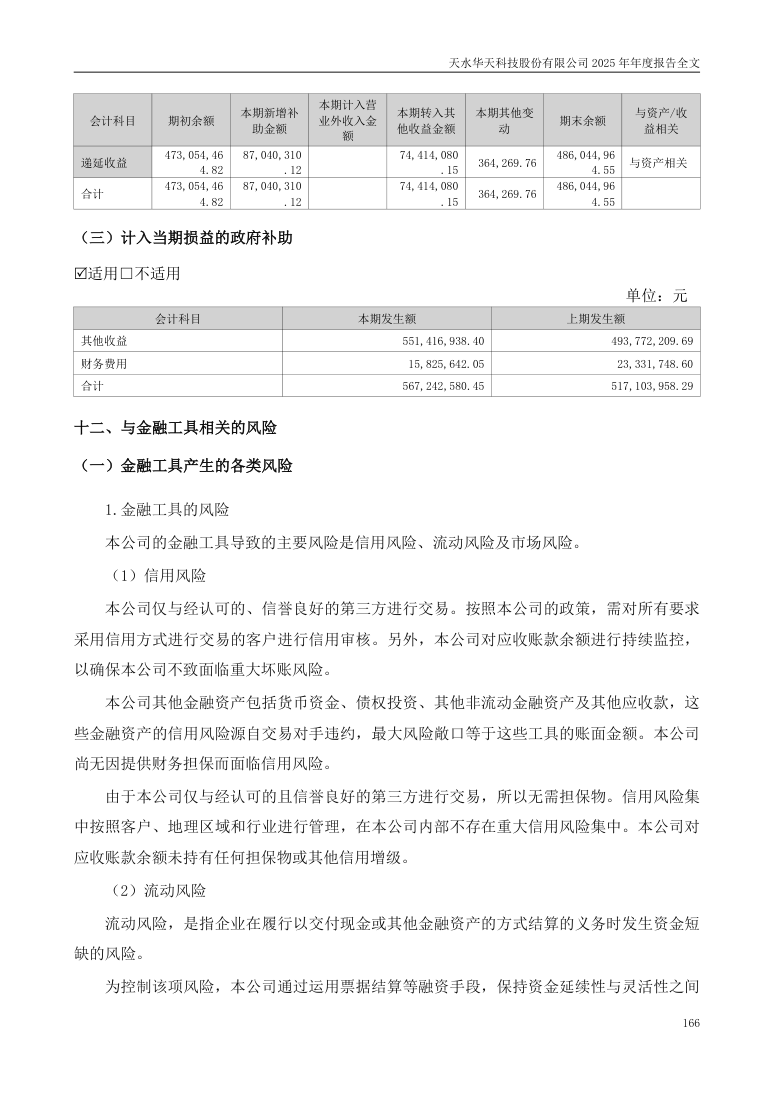 天水华天科技股份有限公司 2025 年年度报告全文
会计科目 期初余额 本期新增补助金额 本期计入营业外收入金额 本期转入其他收益金额 本期其他变动 期末余额 与资产/收益相关
递延收益 473,054,464.82 87,040,310.12 74,414,080.15 364,269.76 486,044,964.55 与资产相关
合计 473,054,464.82 87,040,310.12 74,414,080.15 364,269.76 486,044,964.55
（三）计入当期损益的政府补助
☑适用□不适用
单位：元
会计科目 本期发生额 上期发生额
其他收益 551,416,938.40 493,772,209.69
财务费用 15,825,642.05 23,331,748.60
合计 567,242,580.45 517,103,958.29
十二、与金融工具相关的风险
（一）金融工具产生的各类风险
1.金融工具的风险
本公司的金融工具导致的主要风险是信用风险、流动风险及市场风险。
（1）信用风险
本公司仅与经认可的、信誉良好的第三方进行交易。按照本公司的政策，需对所有要求
采用信用方式进行交易的客户进行信用审核。另外，本公司对应收账款余额进行持续监控，
以确保本公司不致面临重大坏账风险。
本公司其他金融资产包括货币资金、债权投资、其他非流动金融资产及其他应收款，这
些金融资产的信用风险源自交易对手违约，最大风险敞口等于这些工具的账面金额。本公司
尚无因提供财务担保而面临信用风险。
由于本公司仅与经认可的且信誉良好的第三方进行交易，所以无需担保物。信用风险集
中按照客户、地理区域和行业进行管理，在本公司内部不存在重大信用风险集中。本公司对
应收账款余额未持有任何担保物或其他信用增级。
（2）流动风险
流动风险，是指企业在履行以交付现金或其他金融资产的方式结算的义务时发生资金短
缺的风险。
为控制该项风险，本公司通过运用票据结算等融资手段，保持资金延续性与灵活性之间
166